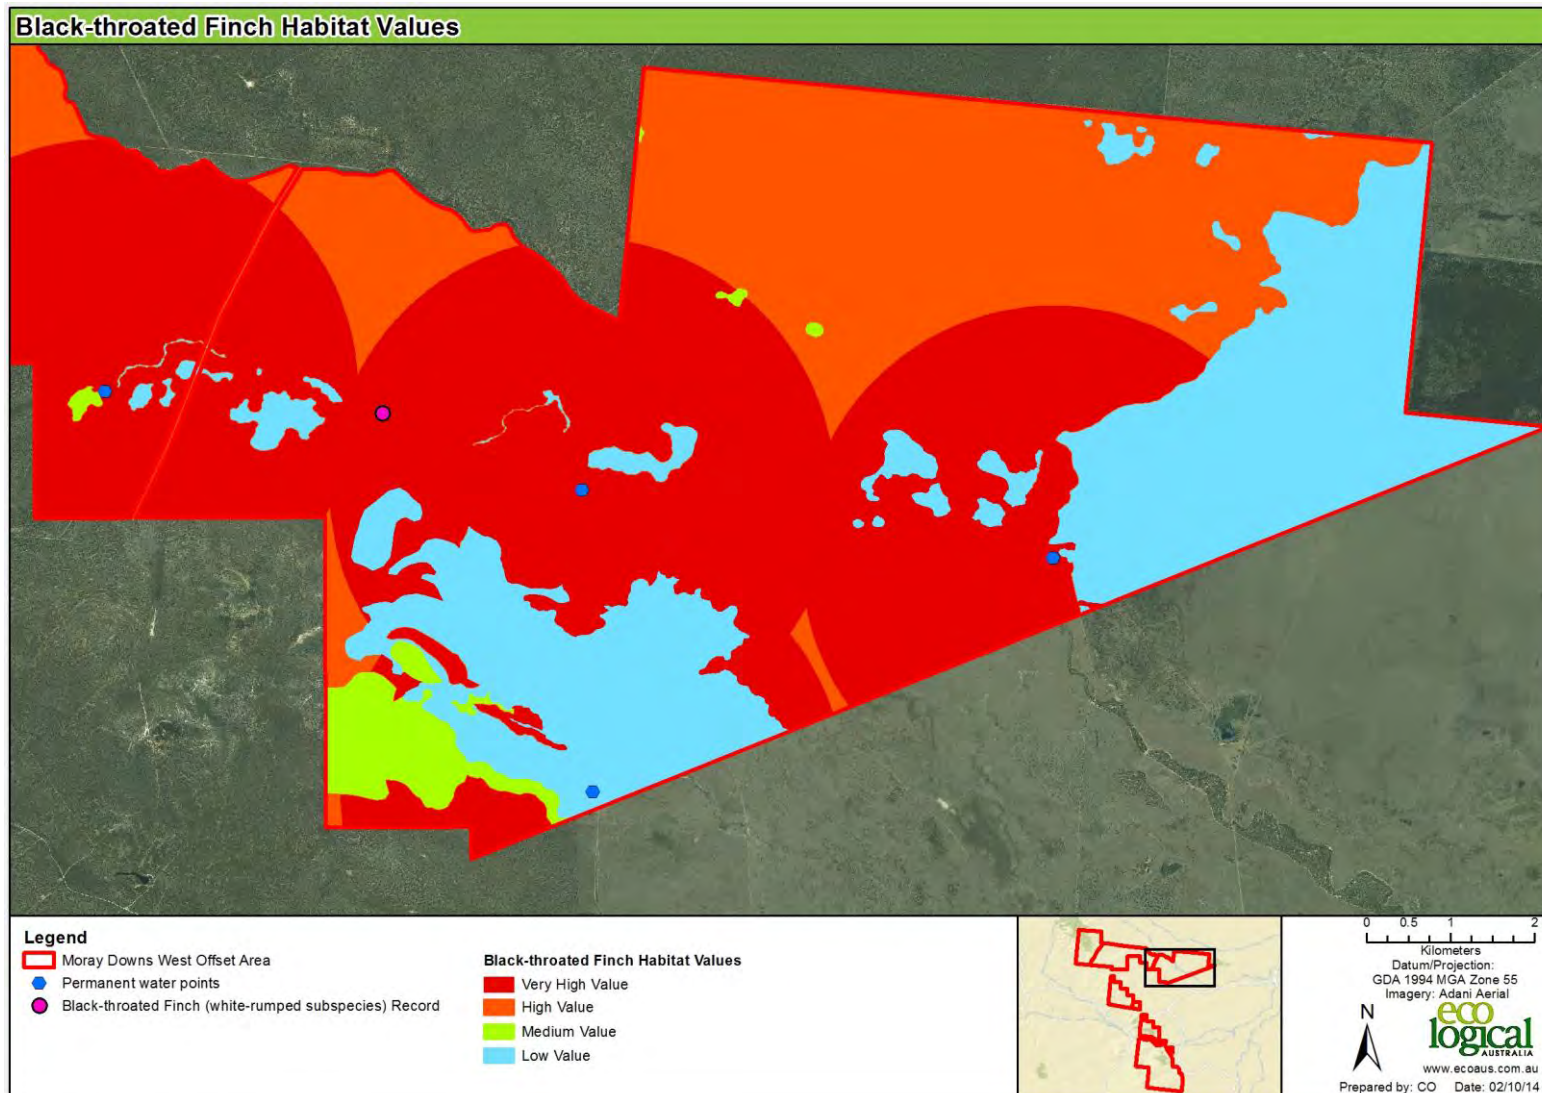 Black-throated Finch Habitat Values
Legend
Moray Downs West Offset Area
Permanent water points
Black-throated Finch (white-rumped subspecies) Record
Black-throated Finch Habitat Values
Very High Value
High Value
Medium Value
Low Value
0 0.5 1 2
Kilometers
Datum/Projection:
GDA 1994 MGA Zone 55
Imagery: Adani Aerial
N
eco
logical
AUSTRALIA
www.ecoaus.com.au
Prepared by: CO Date: 02/10/14